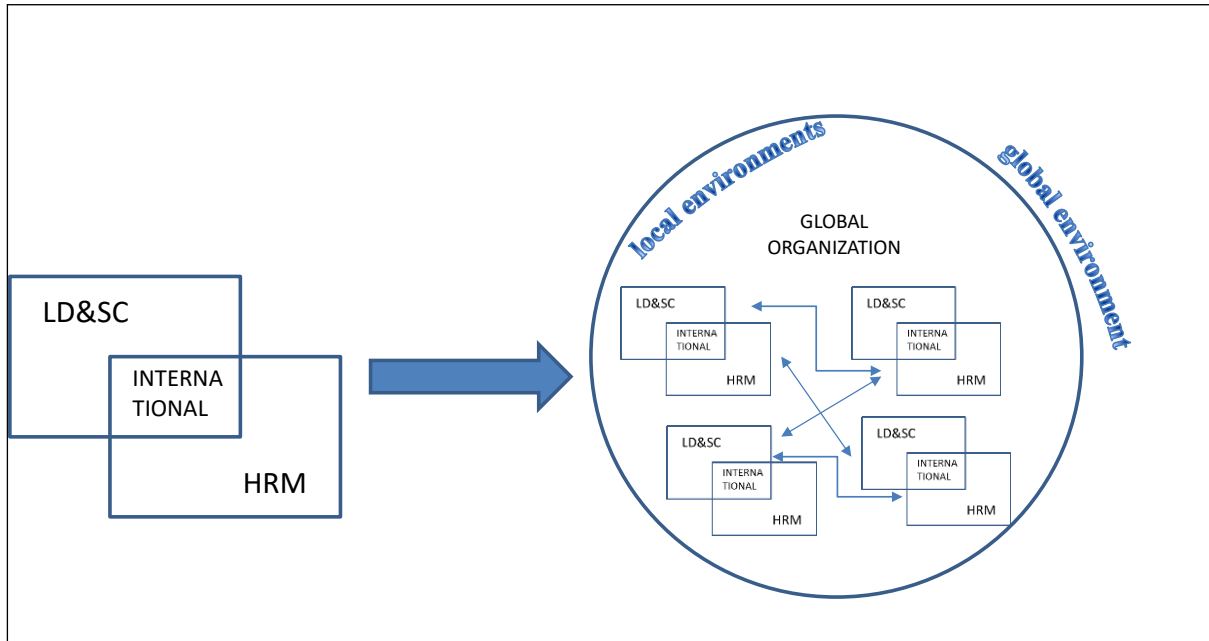 LD&SC
INTERNA
TIONAL
HRM
local environments
global environment
GLOBAL
ORGANIZATION
LD&SC
INTERNA
TIONAL
HRM
LD&SC
INTERNA
TIONAL
HRM
LD&SC
INTERNA
TIONAL
HRM
LD&SC
INTERNA
TIONAL
HRM